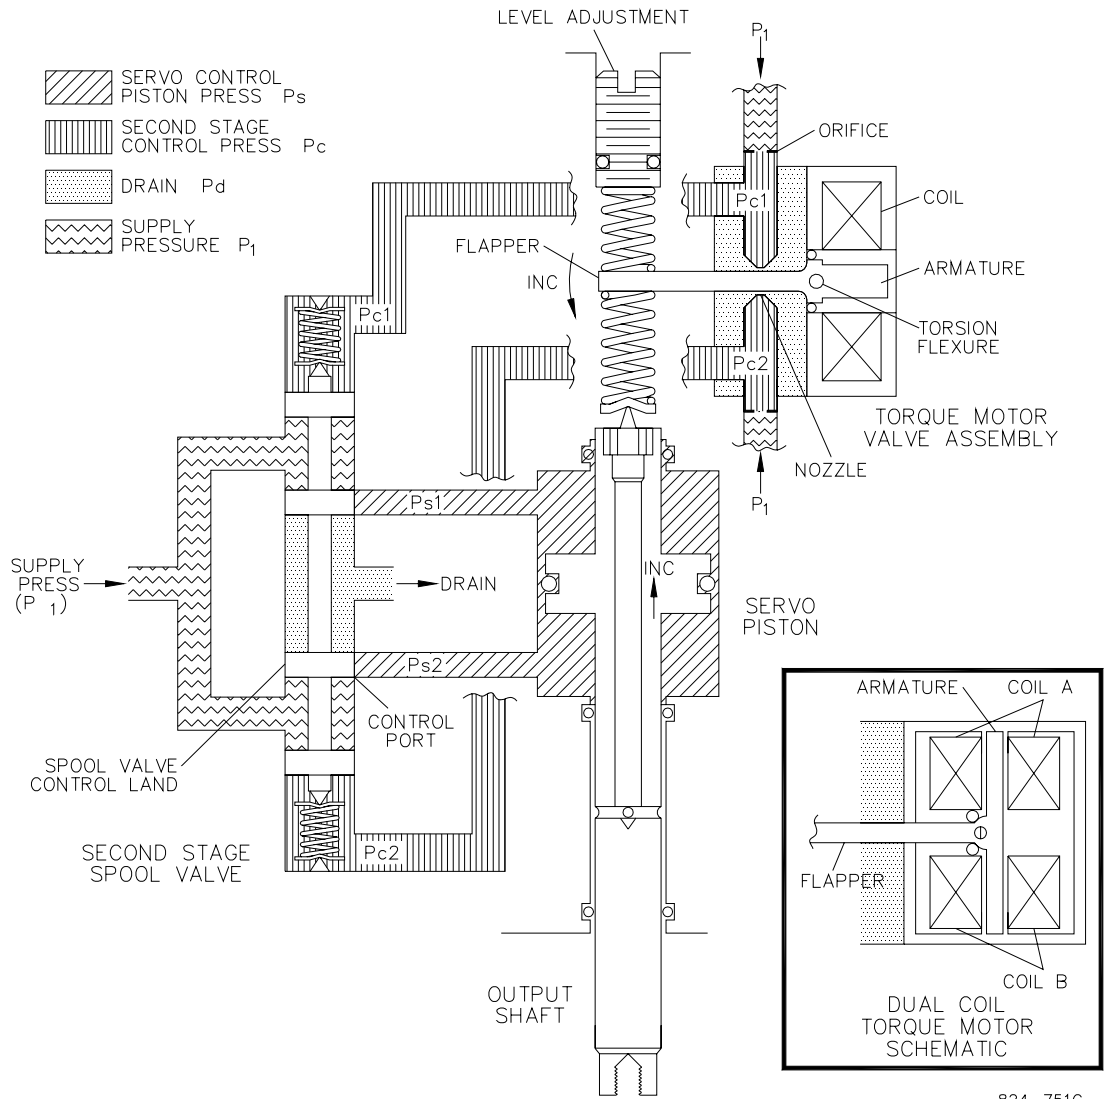 LEVEL ADJUSTMENT
P1
SERVO CONTROL
PISTON PRESS Ps
SECOND STAGE
CONTROL PRESS Pc
DRAIN Pd
SUPPLY
PRESSURE P1
ORIFICE
Pc1
COIL
FLAPPER
INC
ARMATURE
Pc1
TORSION
FLEXURE
Pc2
TORQUE MOTOR
VALVE ASSEMBLY
NOZZLE
P1
Ps1
SUPPLY
PRESS
(P 1)
DRAIN
INC
SERVO
PISTON
Ps2
CONTROL
PORT
SPOOL VALVE
CONTROL LAND
SECOND STAGE
SPOOL VALVE
Pc2
OUTPUT
SHAFT
ARMATURE
COIL A
FLAPPER
COIL B
DUAL COIL
TORQUE MOTOR
SCHEMATIC